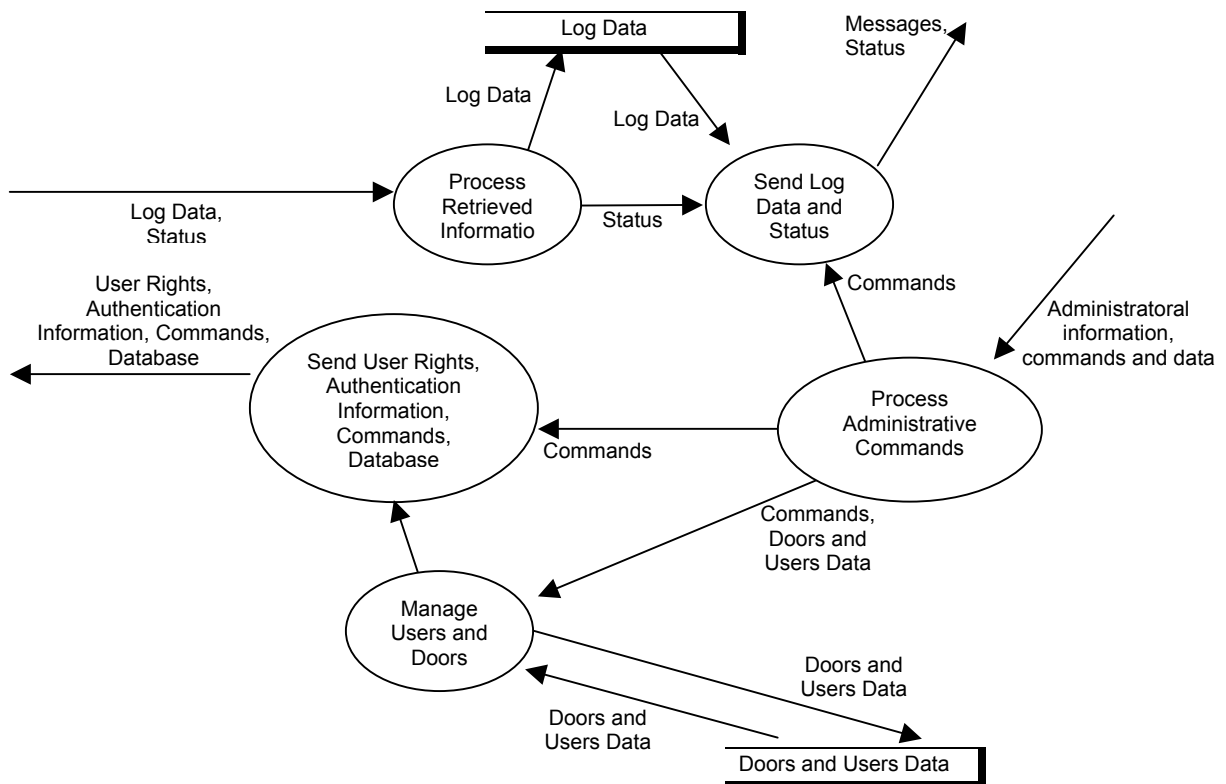 Log Data
Messages,
Status
Log Data
Log Data
Process
Retrieved
Informatio
Send Log
Data and
Status
Log Data,
Status
Status
Commands
User Rights,
Authentication
Information, Commands,
Database
Administratoral
information,
commands and data
Send User Rights,
Authentication
Information,
Commands,
Database
Process
Administrative
Commands
Commands
Commands,
Doors and
Users Data
Manage
Users and
Doors
Doors and
Users Data
Doors and
Users Data
Doors and Users Data